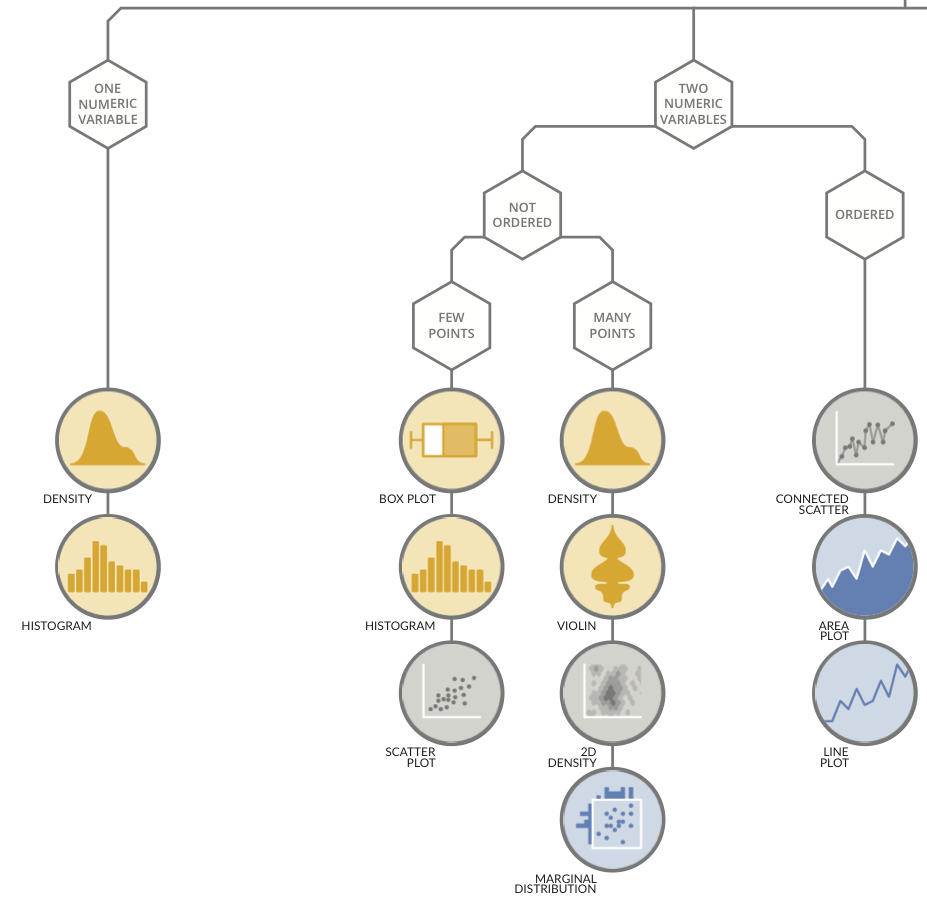 ONE
NUMERIC
VARIABLE
TWO
NUMERIC
VARIABLES
NOT
ORDERED
ORDERED
FEW
POINTS
MANY
POINTS
DENSITY
BOX PLOT
DENSITY
CONNECTED
SCATTER
HISTOGRAM
HISTOGRAM
VIOLIN
AREA
PLOT
SCATTER
PLOT
2D
DENSITY
LINE
PLOT
MARGINAL
DISTRIBUTION